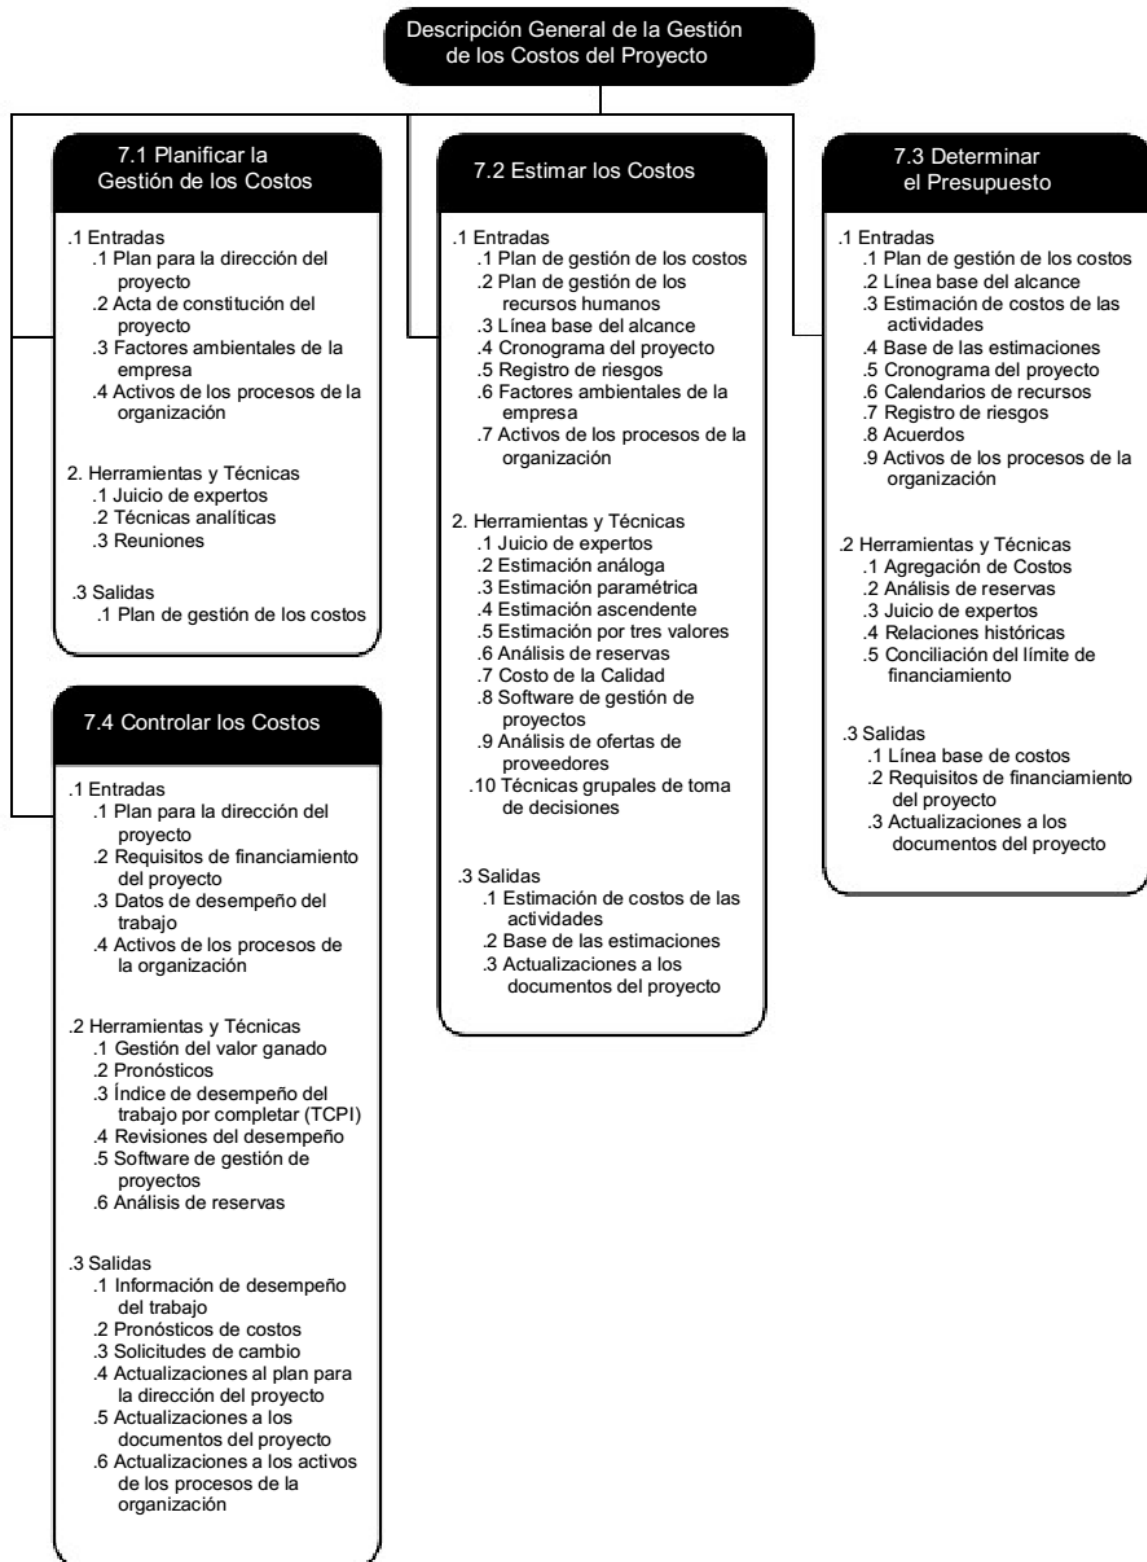 Descripción General de la Gestión
de los Costos del Proyecto
7.1 Planificar la
Gestión de los Costos
.1 Entradas
.1 Plan para la dirección del
proyecto
.2 Acta de constitución del
proyecto
.3 Factores ambientales de la
empresa
.4 Activos de los procesos de la
organización
2. Herramientas y Técnicas
.1 Juicio de expertos
.2 Técnicas analíticas
.3 Reuniones
.3 Salidas
.1 Plan de gestión de los costos
7.2 Estimar los Costos
.1 Entradas
.1 Plan de gestión de los costos
.2 Plan de gestión de los
recursos humanos
.3 Línea base del alcance
.4 Cronograma del proyecto
.5 Registro de riesgos
.6 Factores ambientales de la
empresa
.7 Activos de los procesos de la
organización
2. Herramientas y Técnicas
.1 Juicio de expertos
.2 Estimación análoga
.3 Estimación paramétrica
.4 Estimación ascendente
.5 Estimación por tres valores
.6 Análisis de reservas
.7 Costo de la Calidad
.8 Software de gestión de
proyectos
.9 Análisis de ofertas de
proveedores
.10 Técnicas grupales de toma
de decisiones
.3 Salidas
.1 Estimación de costos de las
actividades
.2 Base de las estimaciones
.3 Actualizaciones a los
documentos del proyecto
7.3 Determinar
el Presupuesto
.1 Entradas
.1 Plan de gestión de los costos
.2 Línea base del alcance
.3 Estimación de costos de las
actividades
.4 Base de las estimaciones
.5 Cronograma del proyecto
.6 Calendarios de recursos
.7 Registro de riesgos
.8 Acuerdos
.9 Activos de los procesos de la
organización
.2 Herramientas y Técnicas
.1 Agregación de Costos
.2 Análisis de reservas
.3 Juicio de expertos
.4 Relaciones históricas
.5 Conciliación del límite de
financiamiento
.3 Salidas
.1 Línea base de costos
.2 Requisitos de financiamiento
del proyecto
.3 Actualizaciones a los
documentos del proyecto
7.4 Controlar los Costos
.1 Entradas
.1 Plan para la dirección del
proyecto
.2 Requisitos de financiamiento
del proyecto
.3 Datos de desempeño del
trabajo
.4 Activos de los procesos de
la organización
.2 Herramientas y Técnicas
.1 Gestión del valor ganado
.2 Pronósticos
.3 Índice de desempeño del
trabajo por completar (TCPI)
.4 Revisiones del desempeño
.5 Software de gestión de
proyectos
.6 Análisis de reservas
.3 Salidas
.1 Información de desempeño
del trabajo
.2 Pronósticos de costos
.3 Solicitudes de cambio
.4 Actualizaciones al plan para
la dirección del proyecto
.5 Actualizaciones a los
documentos del proyecto
.6 Actualizaciones a los activos
de los procesos de la
organización